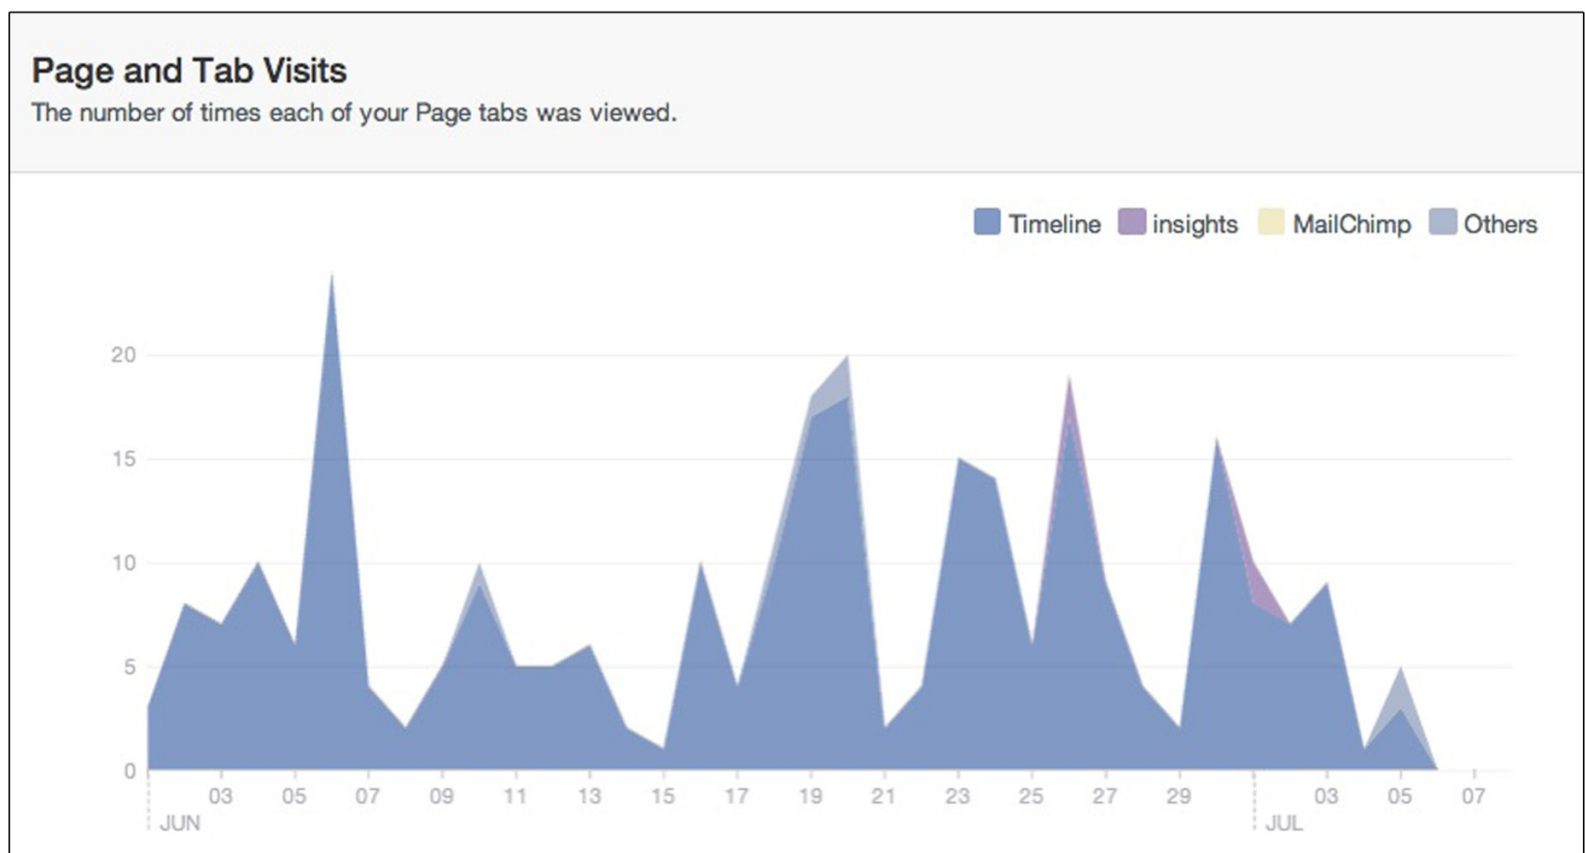 Page and Tab Visits
The number of times each of your Page tabs was viewed.
Timeline insights MailChimp Others
20
15
10
5
0
03 05 07 09 11 13 15 17 19 21 23 25 27 29 03 05 07
JUN JUL